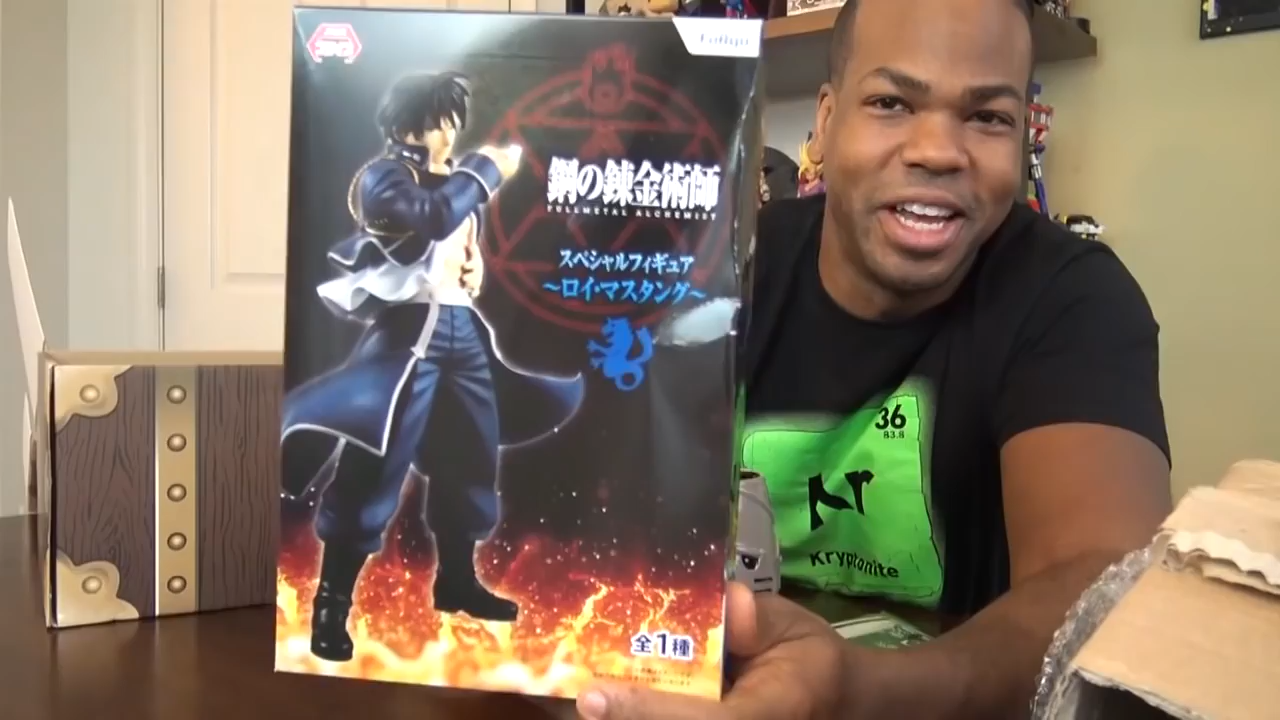 FuRyu
鋼の錬金術師
FULLMETAL ALCHEMIST
スペシャルフィギュア
～ロイ・マスタング～
全1種
36
83.8
Kr
Kryptonite